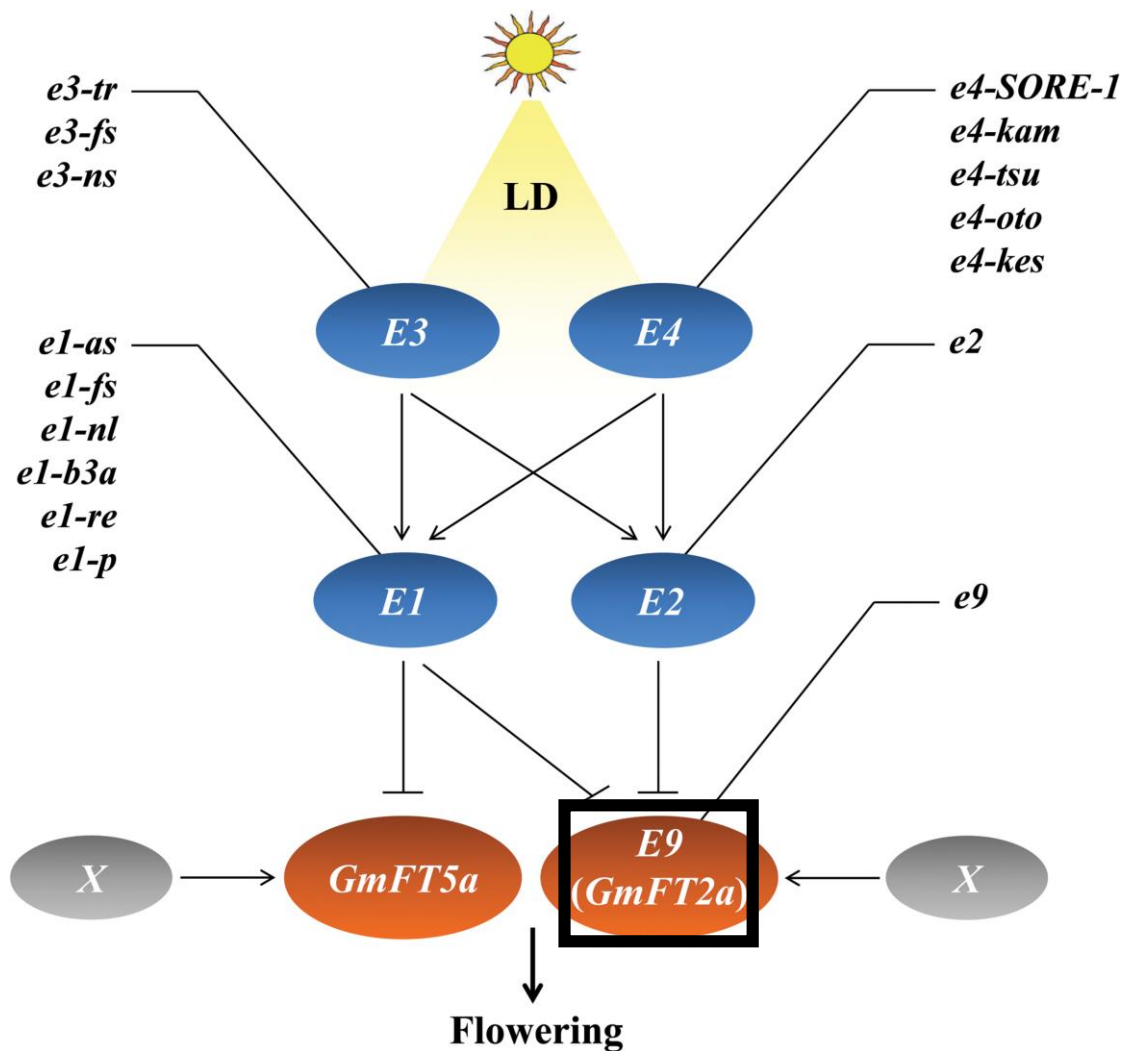 e3-tr
e3-fs
e3-ns
e4-SORE-1
e4-kam
e4-tsu
e4-oto
e4-kes
LD
E3
E4
e1-as
e1-fs
e1-nl
e1-b3a
e1-re
e1-p
e2
E1
E2
e9
X
GmFT5a
E9
(GmFT2a)
X
Flowering